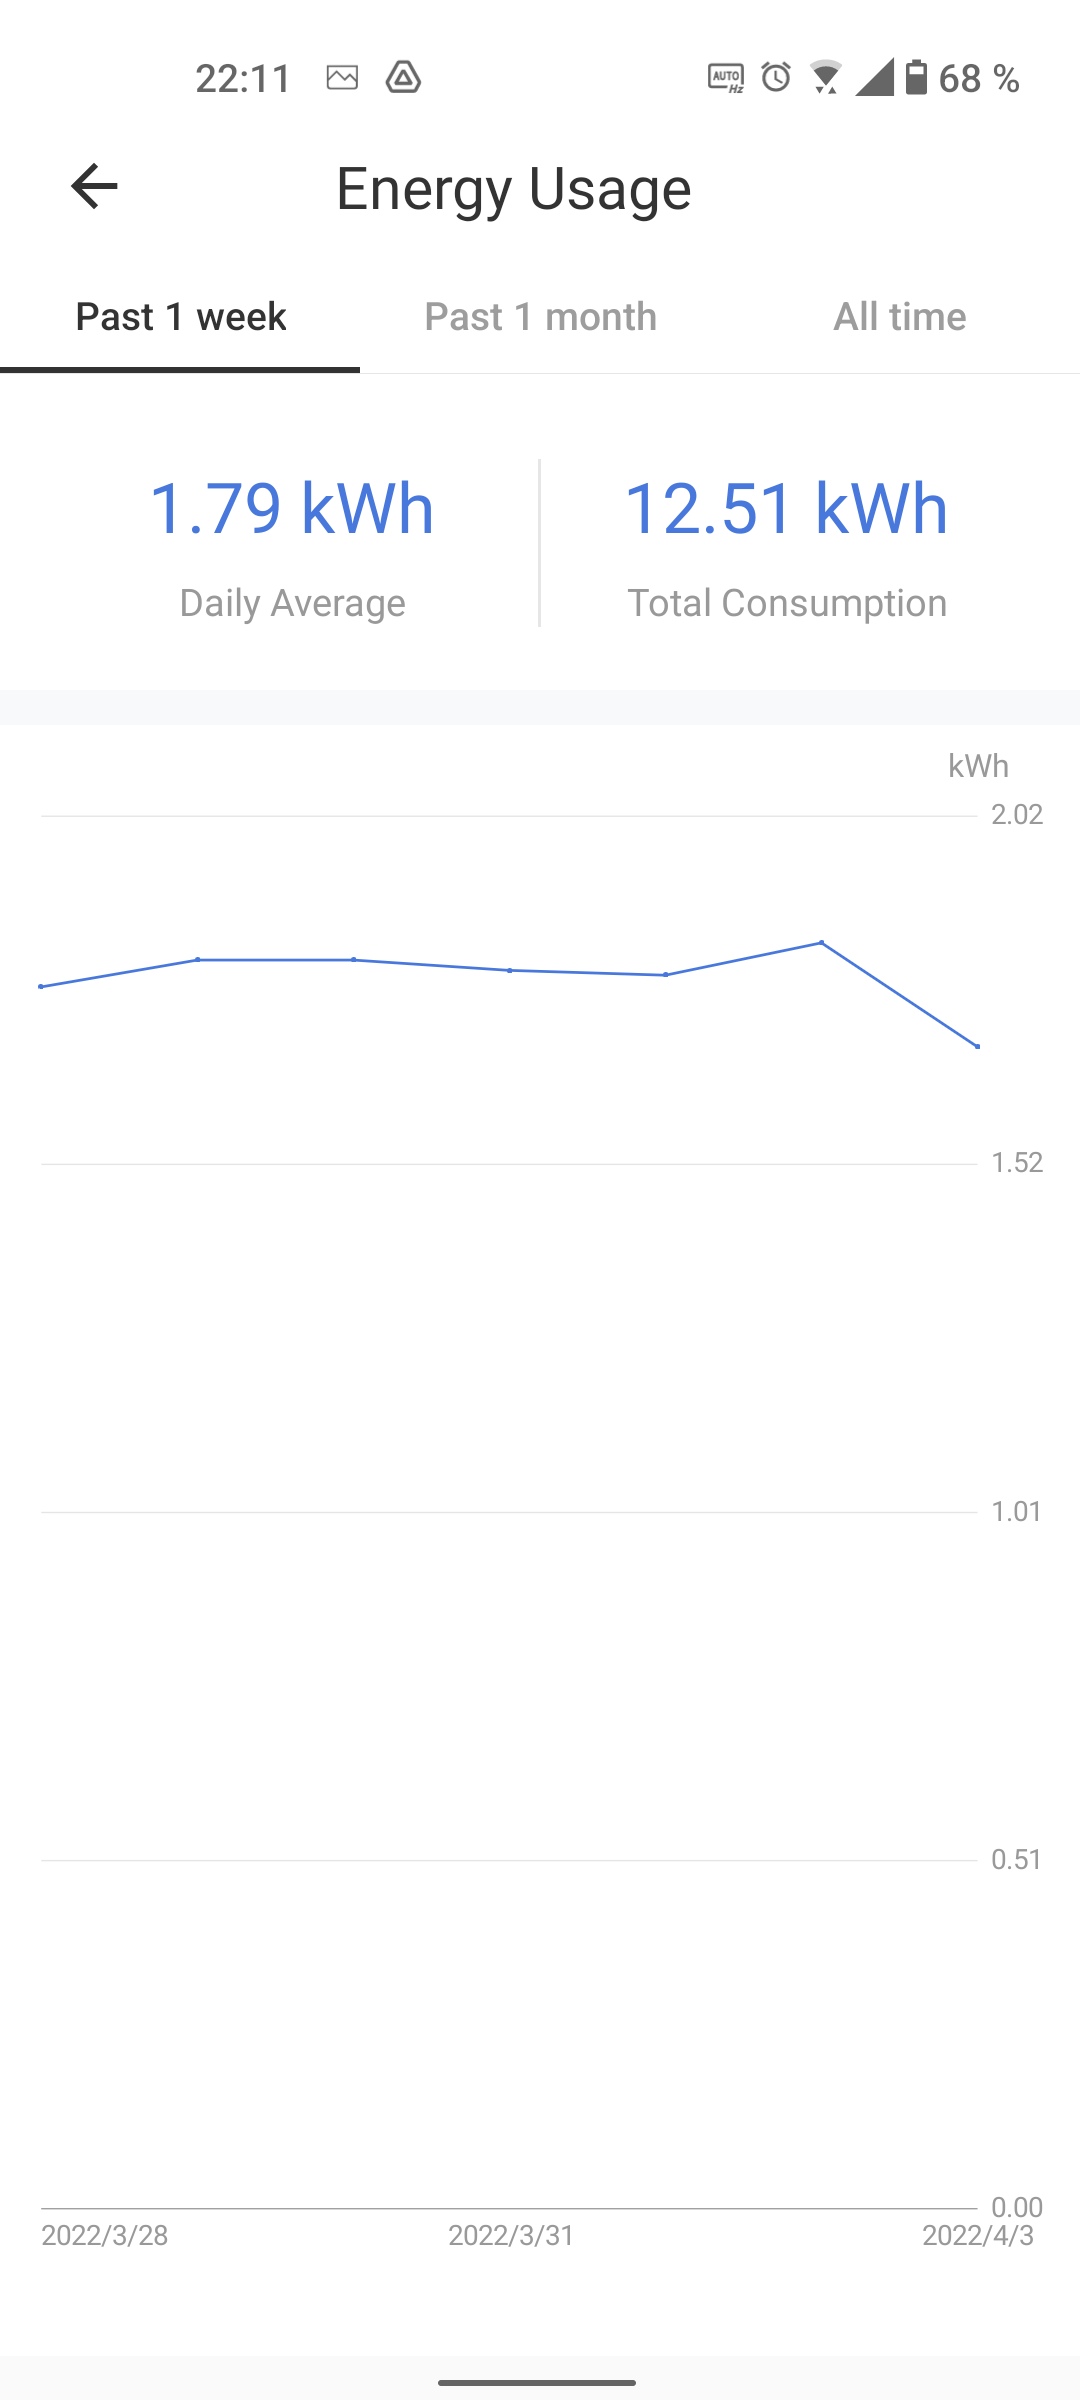 22:11 AUTO Hz 68 %
Energy Usage
Past 1 week Past 1 month All time
1.79 kWh 12.51 kWh
Daily Average Total Consumption
kWh
2.02
1.52
1.01
0.51
0.00
2022/3/28 2022/3/31 2022/4/3